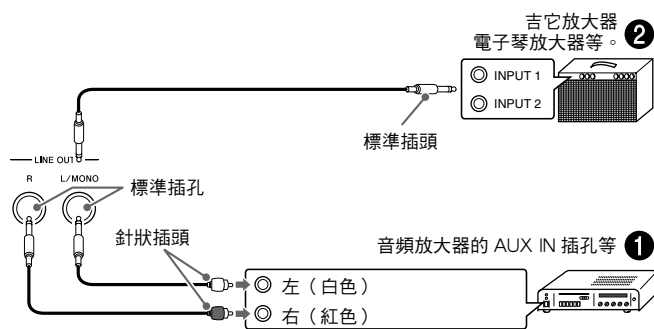 吉它放大器
電子琴放大器等。
❷
INPUT 1
INPUT 2
標準插頭
LINE OUT
R
L/MONO
標準插孔
針狀插頭
音頻放大器的 AUX IN 插孔等 ❶
左（白色）
右（紅色）